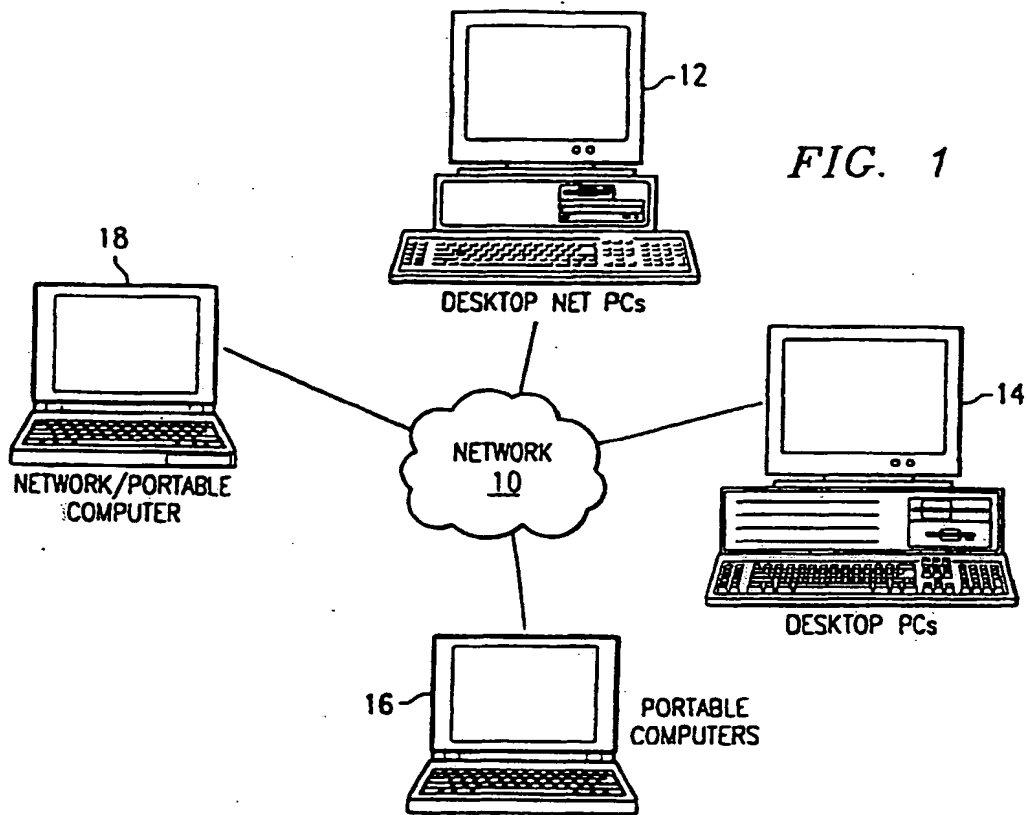 12
FIG. 1
18
DESKTOP NET PCs
14
NETWORK
10
NETWORK/PORTABLE
COMPUTER
DESKTOP PCs
16
PORTABLE
COMPUTERS